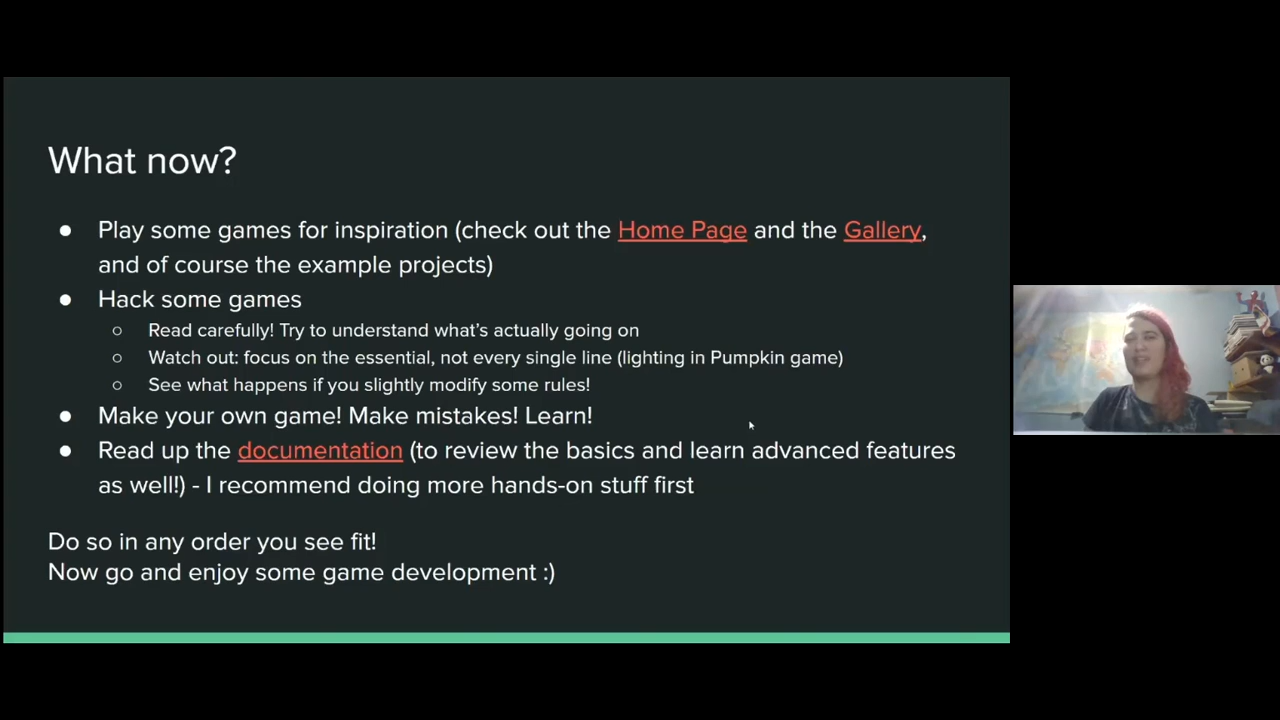 What now?
● Play some games for inspiration (check out the Home Page and the Gallery,
and of course the example projects)
● Hack some games
○ Read carefully! Try to understand what's actually going on
○ Watch out: focus on the essential, not every single line (lighting in Pumpkin game)
○ See what happens if you slightly modify some rules!
● Make your own game! Make mistakes! Learn!
● Read up the documentation (to review the basics and learn advanced features
as well!) - I recommend doing more hands-on stuff first
Do so in any order you see fit!
Now go and enjoy some game development :)